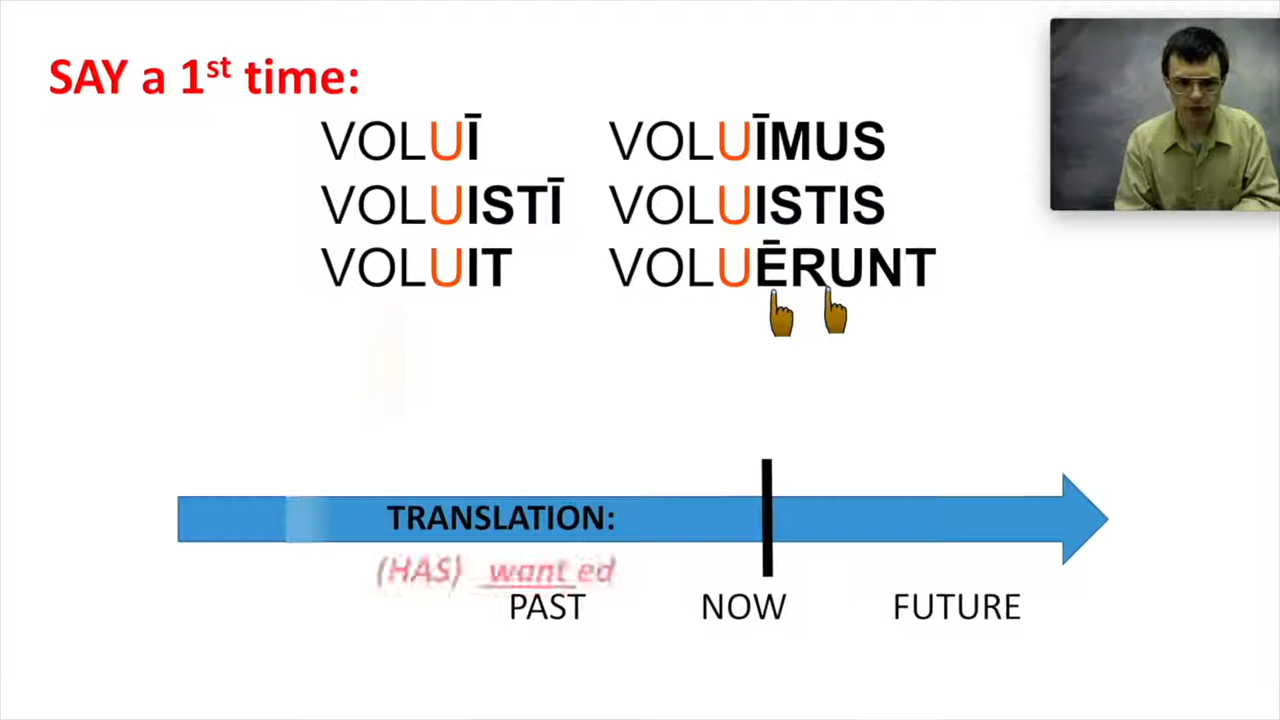 SAY a 1st time:
VOLUĪ VOLUĪMUS
VOLUISTĪ VOLUISTIS
VOLUIT VOLUĒRUNT
TRANSLATION:
(HAS) want ed
PAST NOW FUTURE